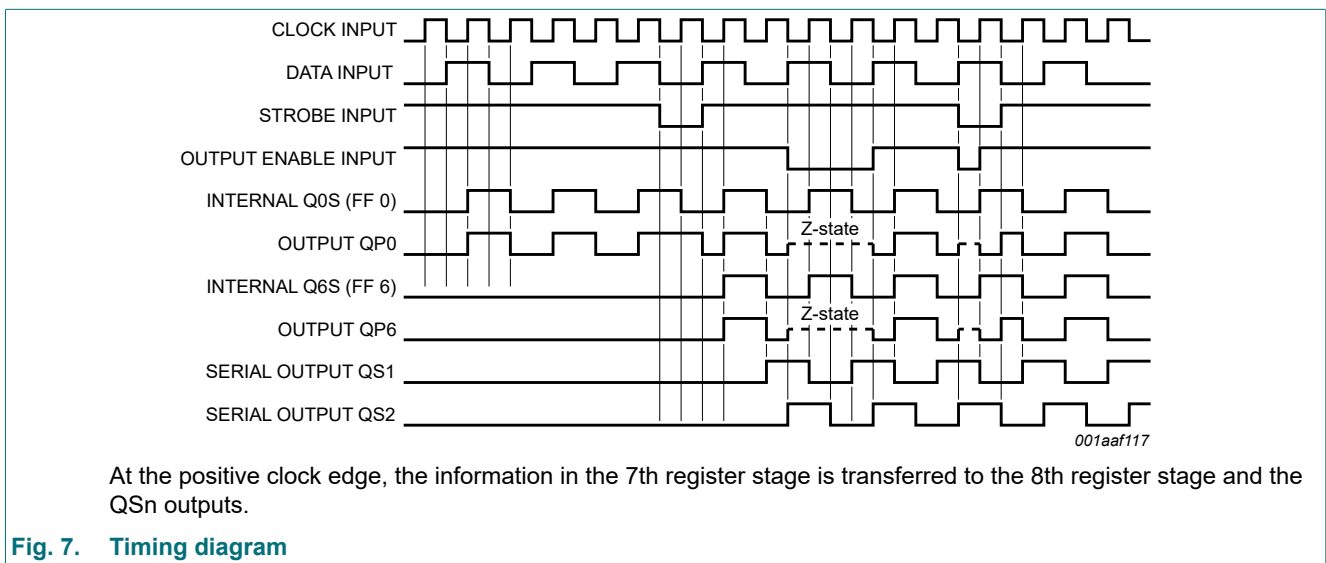 CLOCK INPUT
DATA INPUT
STROBE INPUT
OUTPUT ENABLE INPUT
INTERNAL Q0S (FF 0)
Z-state
OUTPUT QP0
INTERNAL Q6S (FF 6)
Z-state
OUTPUT QP6
SERIAL OUTPUT QS1
SERIAL OUTPUT QS2
001aaf117
At the positive clock edge, the information in the 7th register stage is transferred to the 8th register stage and the
QSn outputs.
Fig. 7. Timing diagram